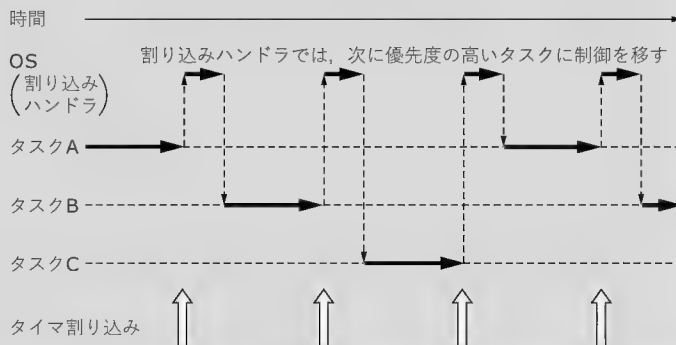 時間
OS
割り込みハンドラでは，次に優先度の高いタスクに制御を移す
(割り込み
ハンドラ)
タスクA
タスクB
タスクC
タイマ割り込み